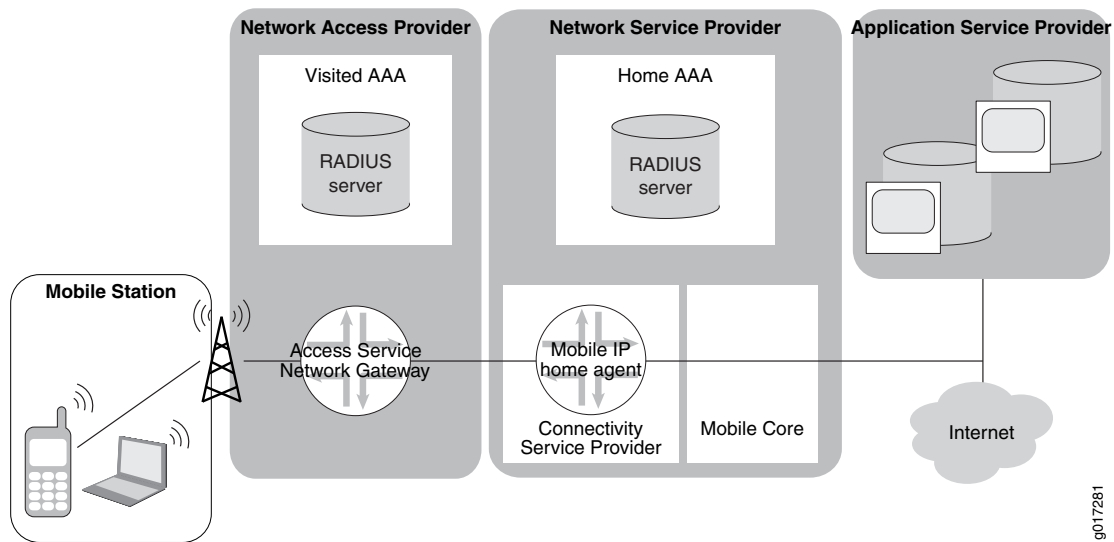 Network Access Provider
Network Service Provider
Application Service Provider
Visited AAA
Home AAA
RADIUS
server
RADIUS
server
Mobile Station
Access Service
Network Gateway
Mobile IP
home agent
Connectivity
Service Provider
Mobile Core
Internet
g017281